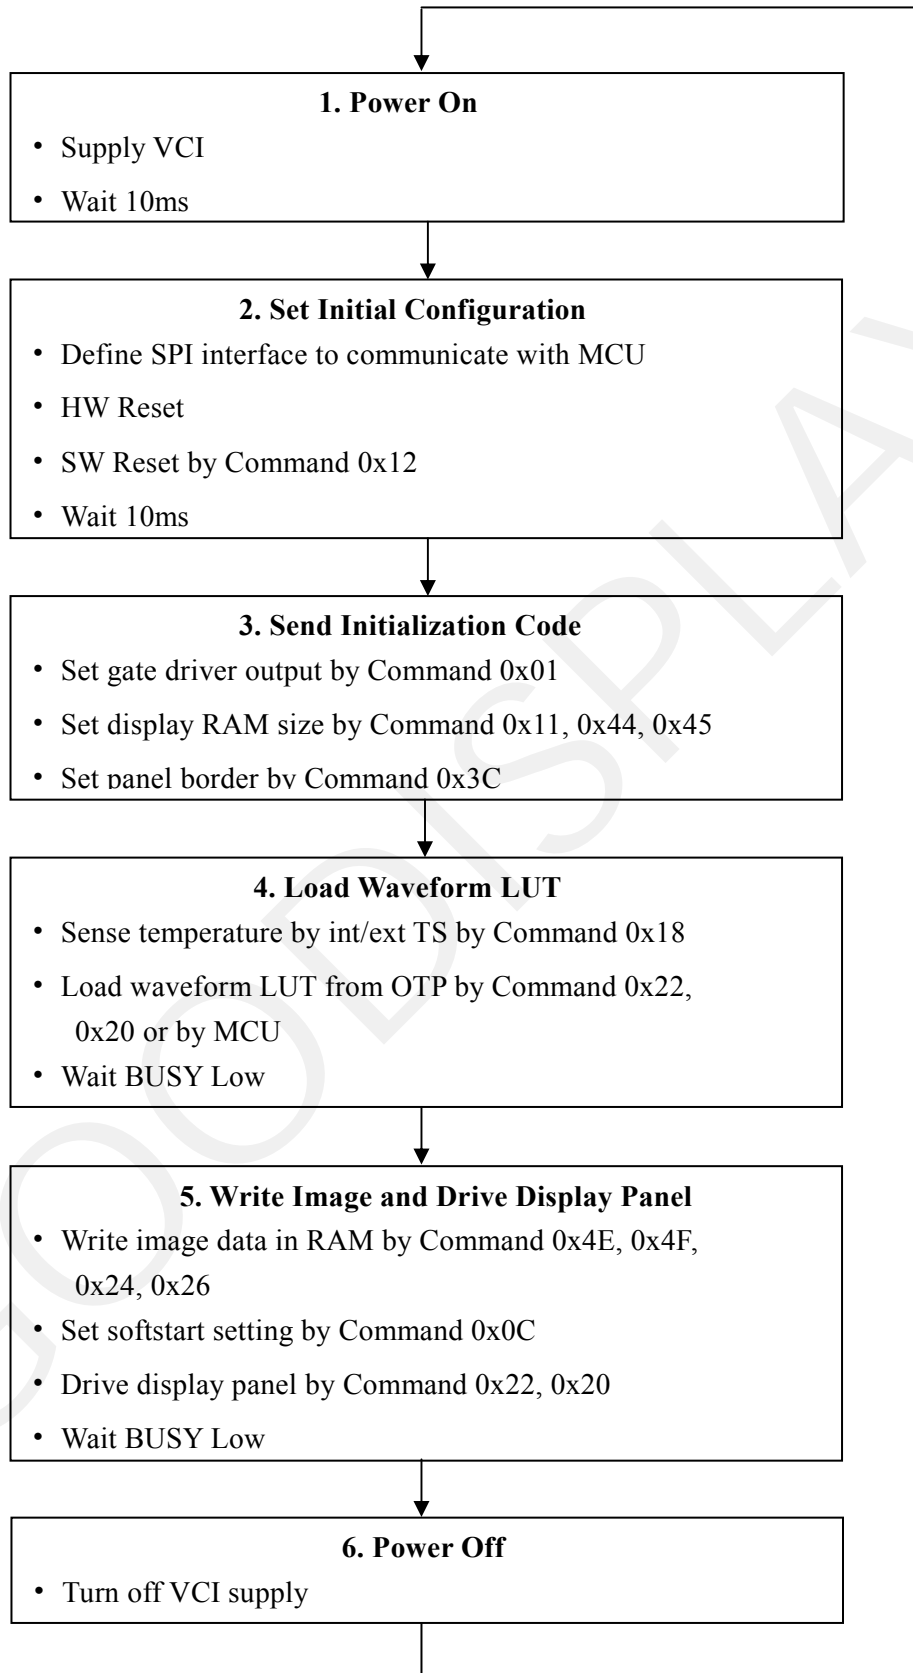 1. Power On
• Supply VCI
• Wait 10ms
2. Set Initial Configuration
• Define SPI interface to communicate with MCU
• HW Reset
• SW Reset by Command 0x12
• Wait 10ms
3. Send Initialization Code
• Set gate driver output by Command 0x01
• Set display RAM size by Command 0x11, 0x44, 0x45
• Set panel border by Command 0x3C
4. Load Waveform LUT
• Sense temperature by int/ext TS by Command 0x18
• Load waveform LUT from OTP by Command 0x22,
0x20 or by MCU
• Wait BUSY Low
5. Write Image and Drive Display Panel
• Write image data in RAM by Command 0x4E, 0x4F,
0x24, 0x26
• Set softstart setting by Command 0x0C
• Drive display panel by Command 0x22, 0x20
• Wait BUSY Low
6. Power Off
• Turn off VCI supply
GOODISPLAY